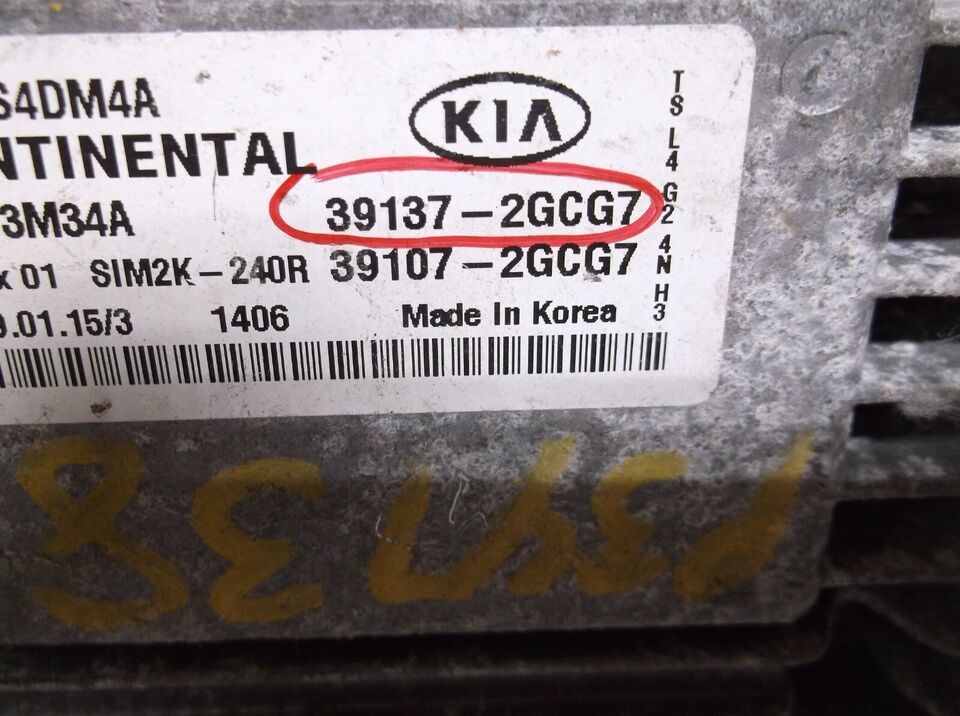 S4DM4A
NTINENTAL
KIA
3M34A
39137-2GCG7
x 01 SIM2K-240R
39107-2GCG7
9.01.15/3
1406
Made In Korea
TS L4 G2 4N H3